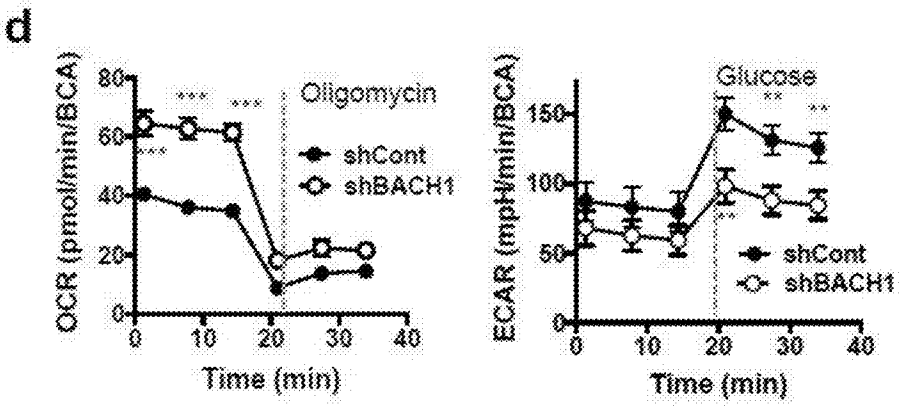 d
OCR (pmol/min/BCA)
80
60
40
20
0
0 10 20 30 40
Time (min)
***
***
***
Oligomycin
shCont
shBACH1
ECAR (mpH/min/BCA)
150
100
50
0
0 10 20 30 40
Time (min)
Glucose
**
**
**
shCont
shBACH1